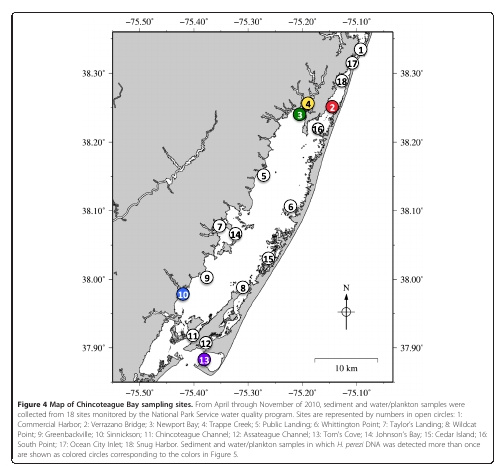 −75.50° −75.40° −75.30° −75.20° −75.10°
1
17
38.30° 38.30°
18
4
2
3
16
38.20° 38.20°
5
6
38.10° 38.10°
7
14
15
38.00° 9 38.00°
8
10
N
11
12
37.90° 13 37.90°
10 km
−75.50° −75.40° −75.30° −75.20° −75.10°
Figure 4 Map of Chincoteague Bay sampling sites. From April through November of 2010, sediment and water/plankton samples were
collected from 18 sites monitored by the National Park Service water quality program. Sites are represented by numbers in open circles: 1:
Commercial Harbor; 2: Verrazano Bridge; 3: Newport Bay; 4: Trappe Creek; 5: Public Landing; 6: Whittington Point; 7: Taylor's Landing; 8: Wildcat
Point; 9: Greenbackville; 10: Sinnickson; 11: Chincoteague Channel; 12: Assateague Channel; 13: Tom's Cove; 14: Johnson's Bay; 15: Cedar Island; 16:
South Point; 17: Ocean City Inlet; 18: Snug Harbor. Sediment and water/plankton samples in which H. perezi DNA was detected more than once
are shown as colored circles corresponding to the colors in Figure 5.